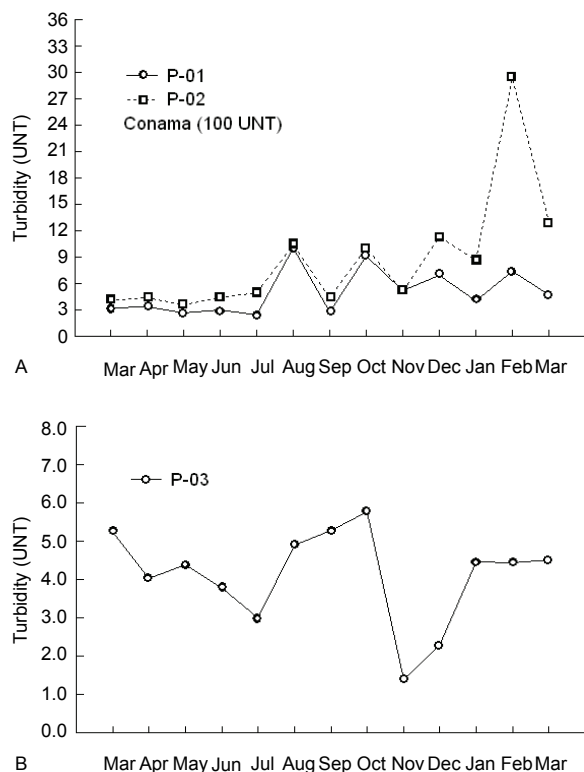 36
33
30
27
24
21
18
15
12
9
6
3
0
Turbidity (UNT)
P-01
P-02
Conama (100 UNT)
A
Mar Apr May Jun Jul Aug Sep Oct Nov Dec Jan Feb Mar
8.0
7.0
6.0
5.0
4.0
3.0
2.0
1.0
0.0
Turbidity (UNT)
P-03
B
Mar Apr May Jun Jul Aug Sep Oct Nov Dec Jan Feb Mar